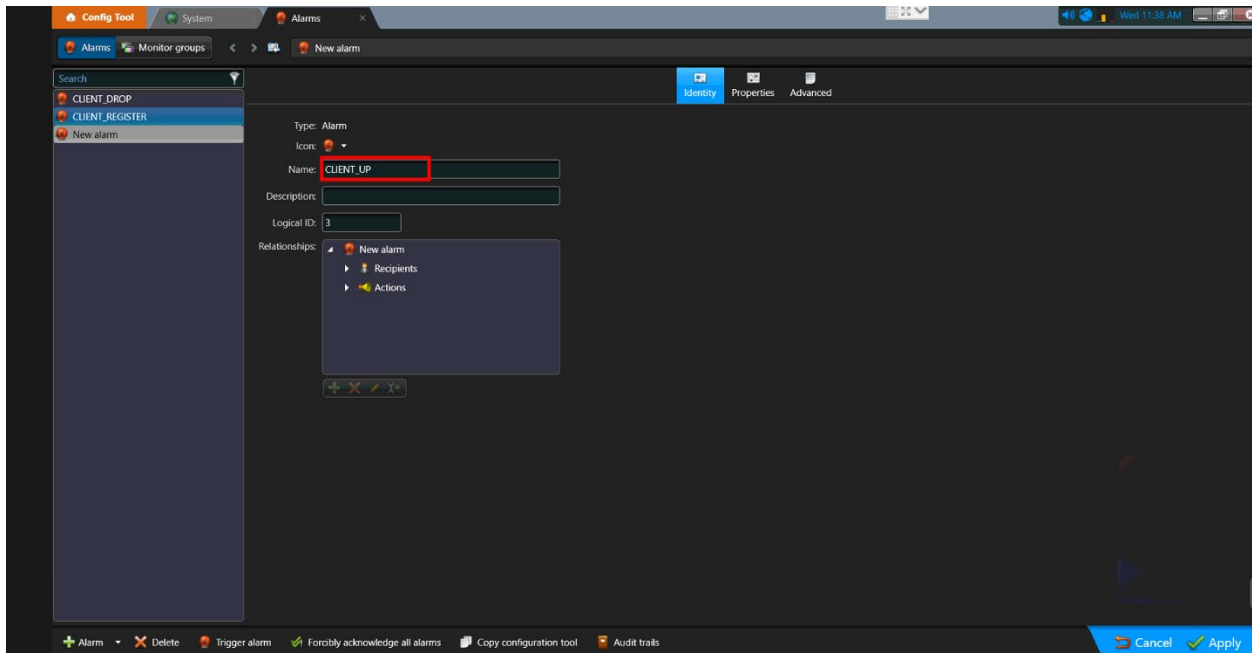 Config Tool
System
Alarms
Wed 11:38 AM
Alarms
Monitor groups
New alarm
Search
CLIENT_DROP
CLIENT_REGISTER
New alarm
Identity
Properties
Advanced
Type: Alarm
Icon:
Name: CLIENT_UP
Description:
Logical ID: 3
Relationships:
New alarm
Recipients
Actions
Alarm
Delete
Trigger alarm
Forcibly acknowledge all alarms
Copy configuration tool
Audit trails
Cancel
Apply